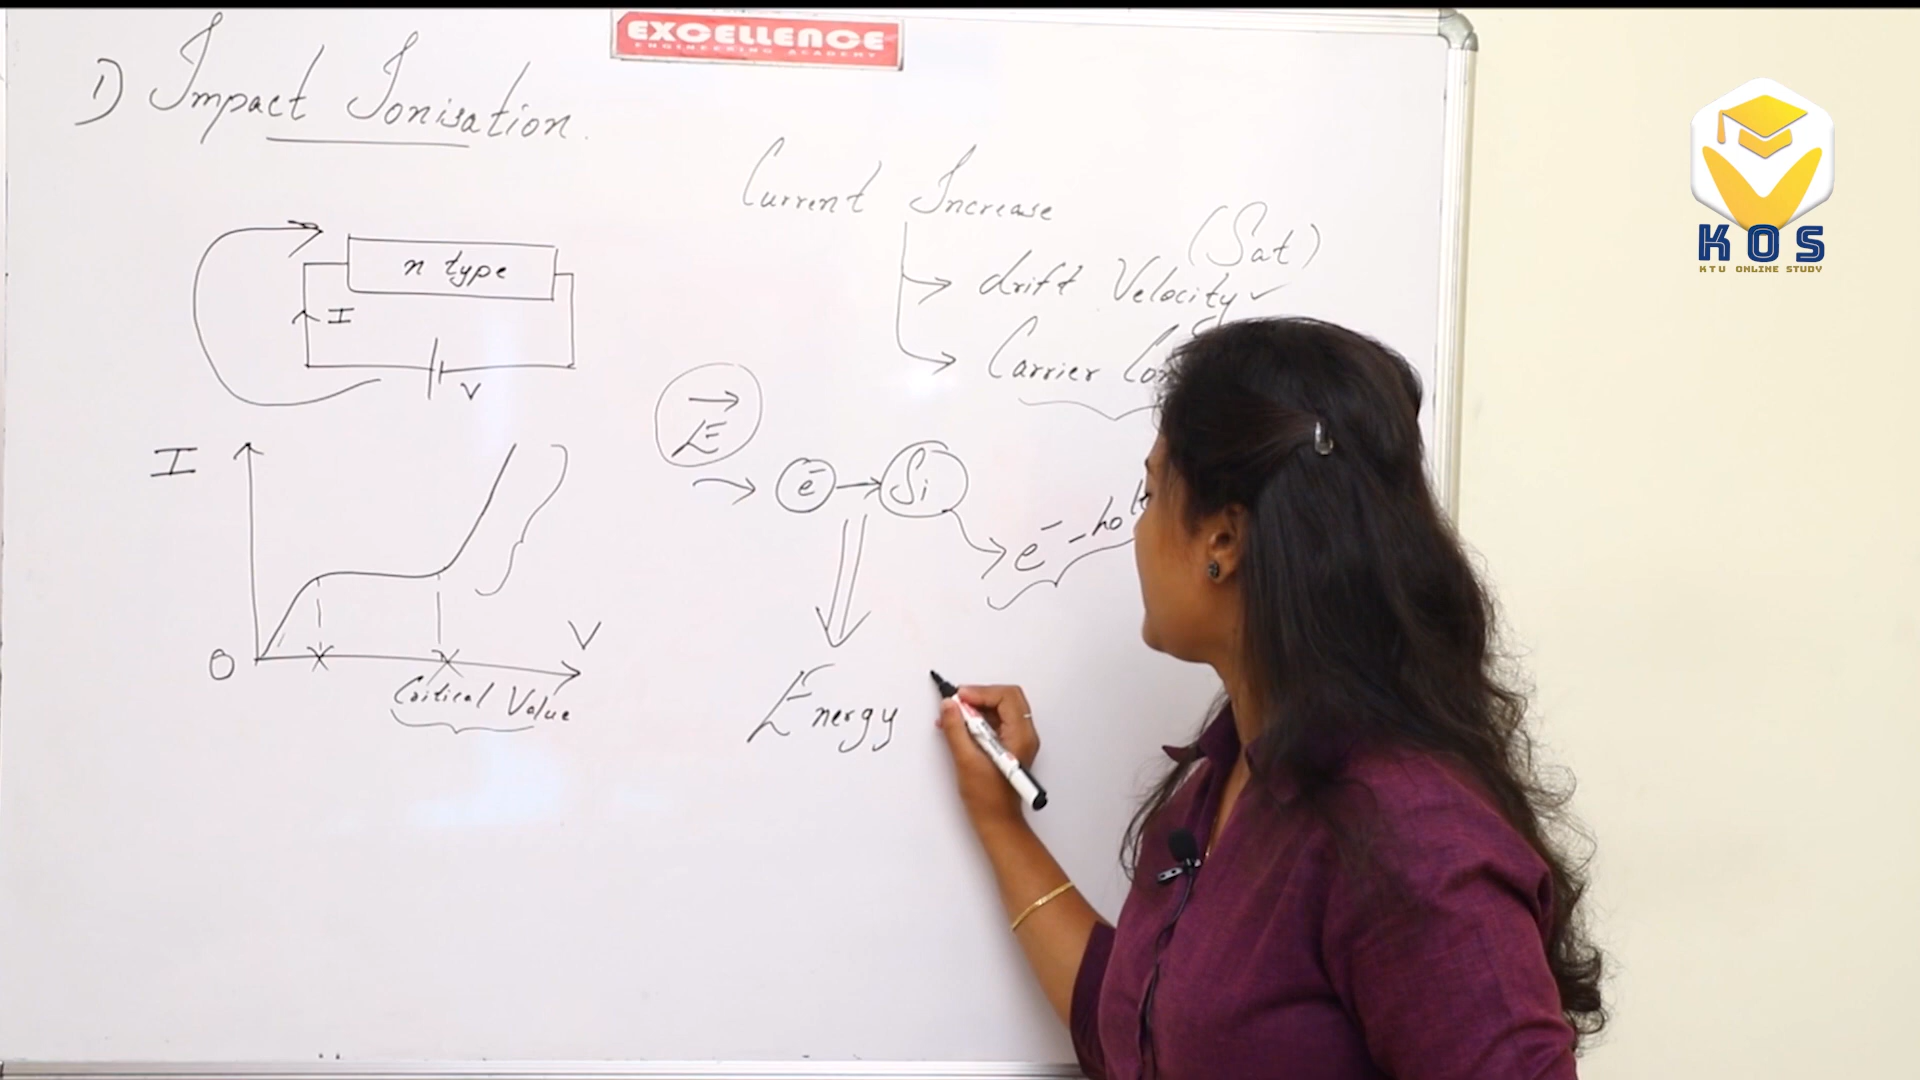 EXCELLENCE
ENGINEERING ACADEMY
1) Impact Ionisation.
Current Increase
(Sat)
drift Velocity ✓
Carrier
n type
I
V
E
e⁻ → Si
e⁻ - hole
I
V
O
Critical Value
Energy
KOS
KTU ONLINE STUDY